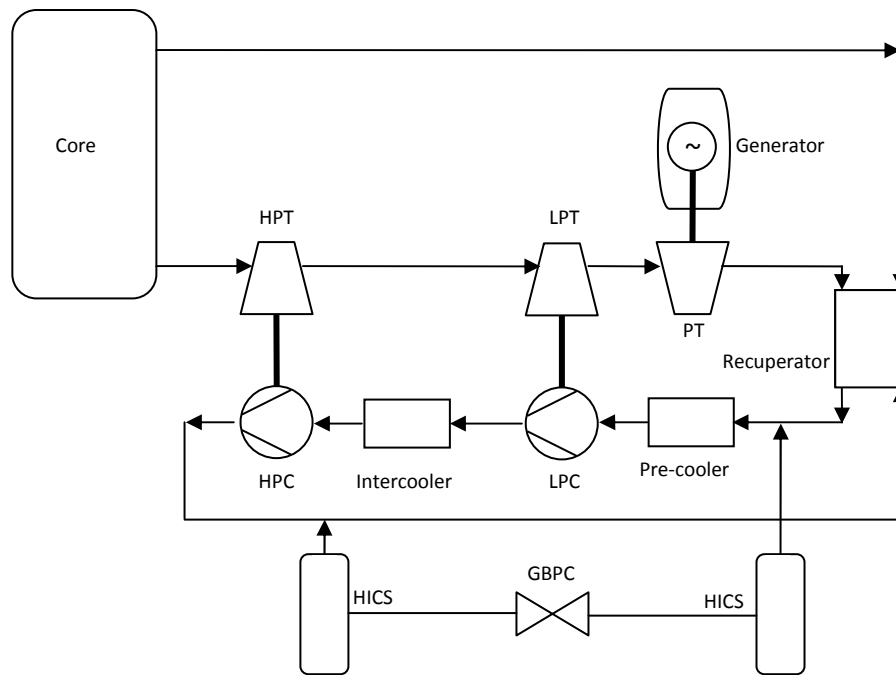 Core
~
Generator
HPT
LPT
PT
Recuperator
HPC
Intercooler
LPC
Pre-cooler
GBPC
HICS
HICS